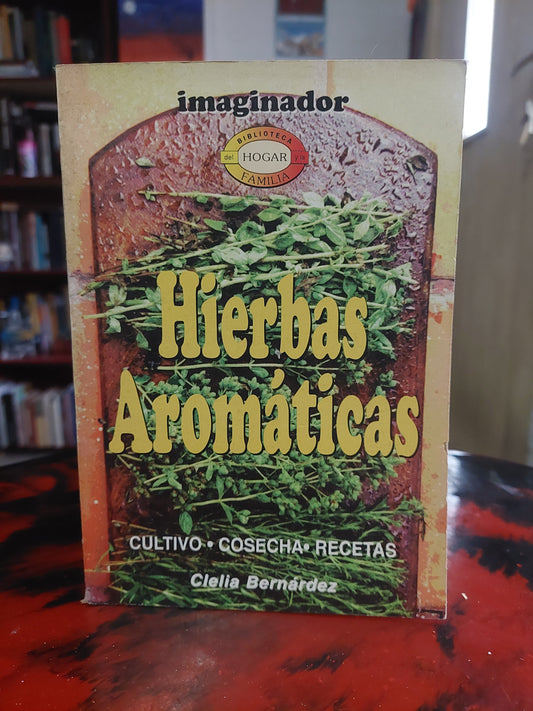 imaginador
BIBLIOTECA
del HOGAR y la
FAMILIA
Hierbas
Aromáticas
CULTIVO • COSECHA • RECETAS
Clelia Bernárdez